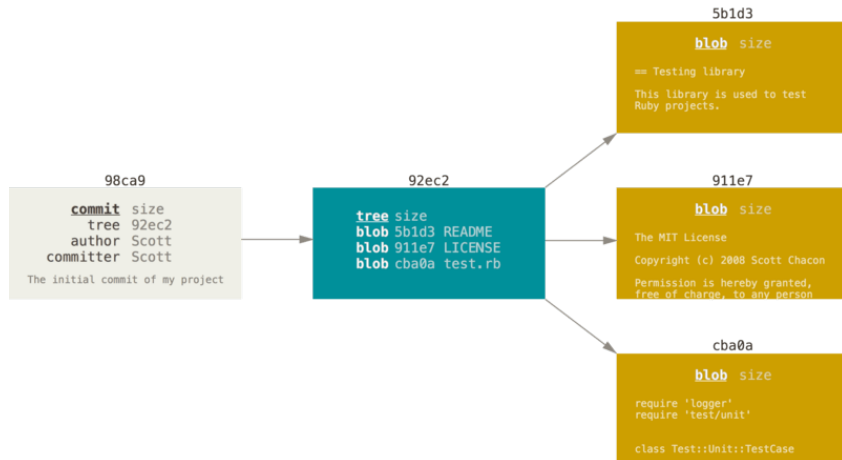 5b1d3
blob size
== Testing library
This library is used to test
Ruby projects.
98ca9
commit size
tree 92ec2
author Scott
committer Scott
The initial commit of my project
92ec2
tree size
blob 5b1d3 README
blob 911e7 LICENSE
blob cba0a test.rb
911e7
blob size
The MIT License
Copyright (c) 2008 Scott Chacon
Permission is hereby granted,
free of charge, to any person
cba0a
blob size
require 'logger'
require 'test/unit'
class Test::Unit::TestCase